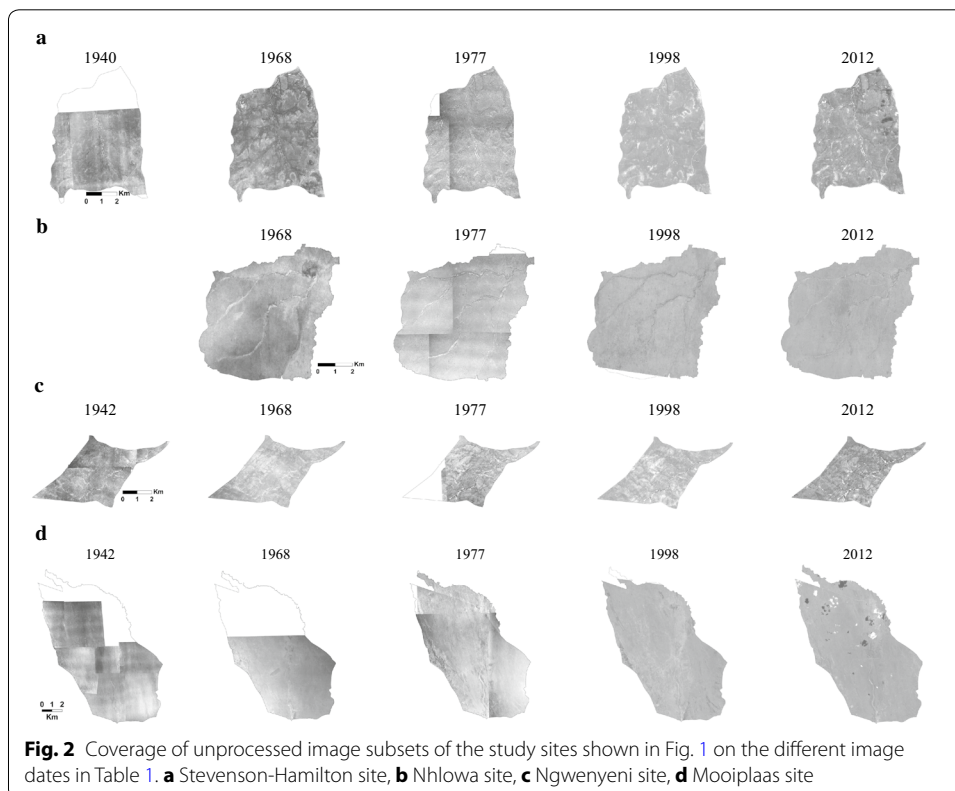 a
1940 1968 1977 1998 2012
Km
0 1 2
b
1968 1977 1998 2012
Km
0 1 2
c
1942 1968 1977 1998 2012
Km
0 1 2
d
1942 1968 1977 1998 2012
0 1 2
Km
Fig. 2 Coverage of unprocessed image subsets of the study sites shown in Fig. 1 on the different image
dates in Table 1. a Stevenson-Hamilton site, b Nhlowa site, c Ngwenyeni site, d Mooiplaas site